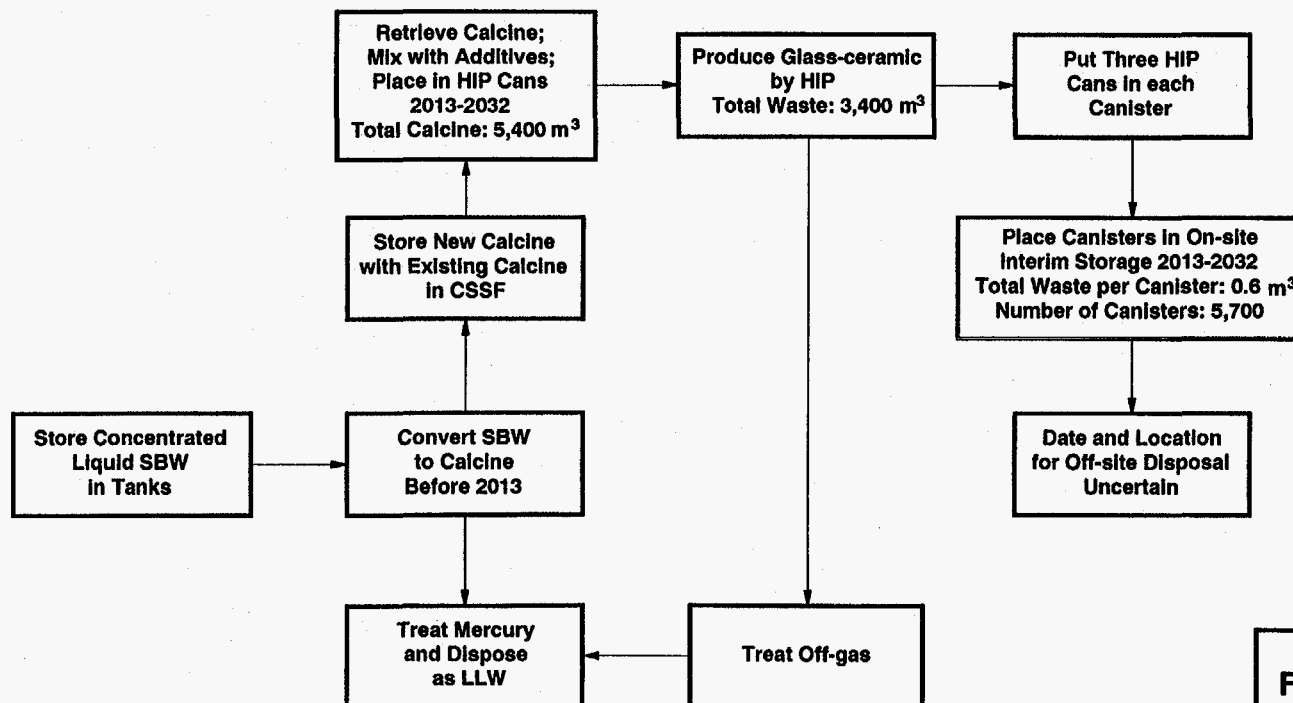 Retrieve Calcine;
Mix with Additives;
Place in HIP Cans
2013-2032
Total Calcine: 5,400 m³
Produce Glass-ceramic
by HIP
Total Waste: 3,400 m³
Put Three HIP
Cans in each
Canister
Store New Calcine
with Existing Calcine
in CSSF
Place Canisters in On-site
Interim Storage 2013-2032
Total Waste per Canister: 0.6 m³
Number of Canisters: 5,700
Store Concentrated
Liquid SBW
in Tanks
Convert SBW
to Calcine
Before 2013
Date and Location
for Off-site Disposal
Uncertain
Treat Mercury
and Dispose
as LLW
Treat Off-gas